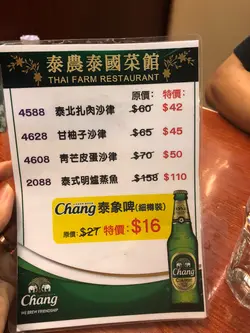 泰農泰國菜館
THAI FARM RESTAURANT
原價: 特價:
4588 泰北扎肉沙律 $60 $42
4628 甘柚子沙律 $65 $45
4608 青芒皮蛋沙律 $70 $50
2088 泰式明爐蒸魚 $158 $110
Chang 泰象啤(細樽裝)
原價: $27 特價: $16
Chang
WE BREW FRIENDSHIP
Chang